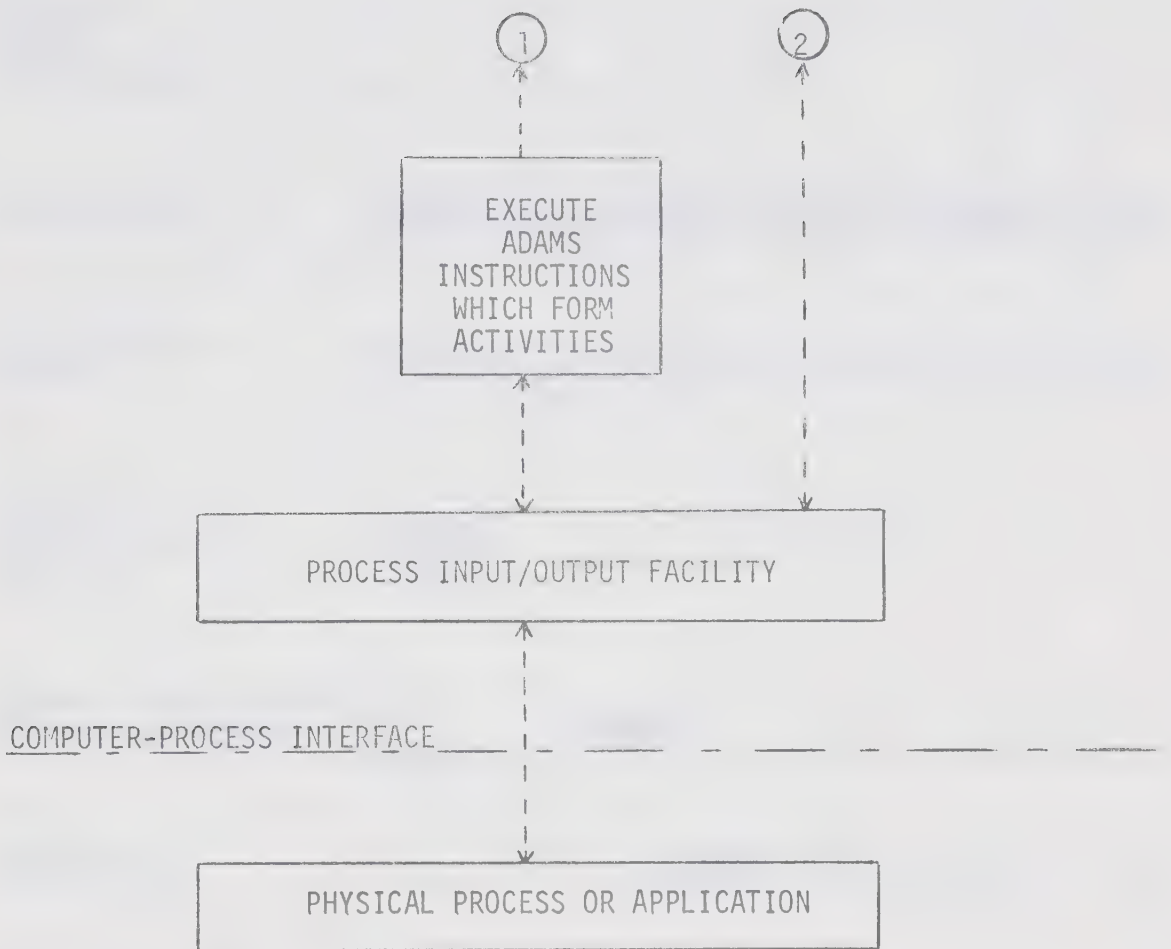 1
2
EXECUTE
ADAMS
INSTRUCTIONS
WHICH FORM
ACTIVITIES
PROCESS INPUT/OUTPUT FACILITY
COMPUTER-PROCESS INTERFACE
PHYSICAL PROCESS OR APPLICATION